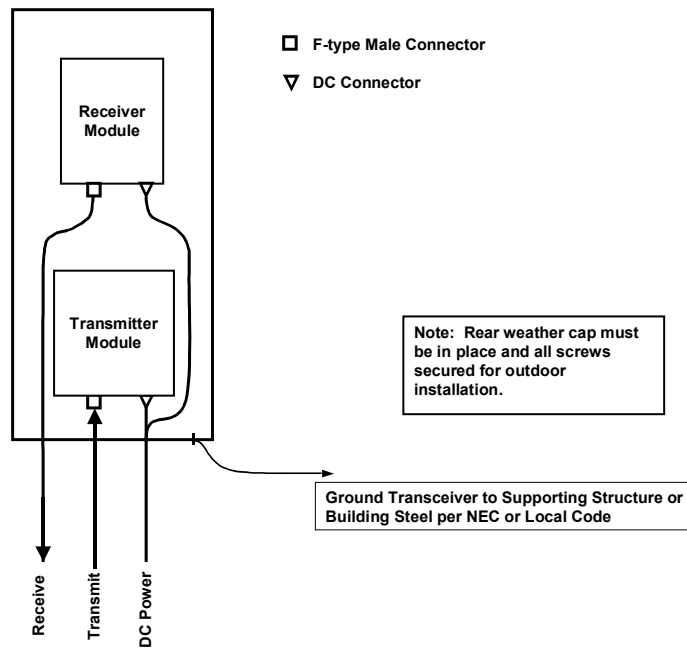 F-type Male Connector
DC Connector
Receiver
Module
Transmitter
Module
Note: Rear weather cap must
be in place and all screws
secured for outdoor
installation.
Ground Transceiver to Supporting Structure or
Building Steel per NEC or Local Code
Receive
Transmit
DC Power